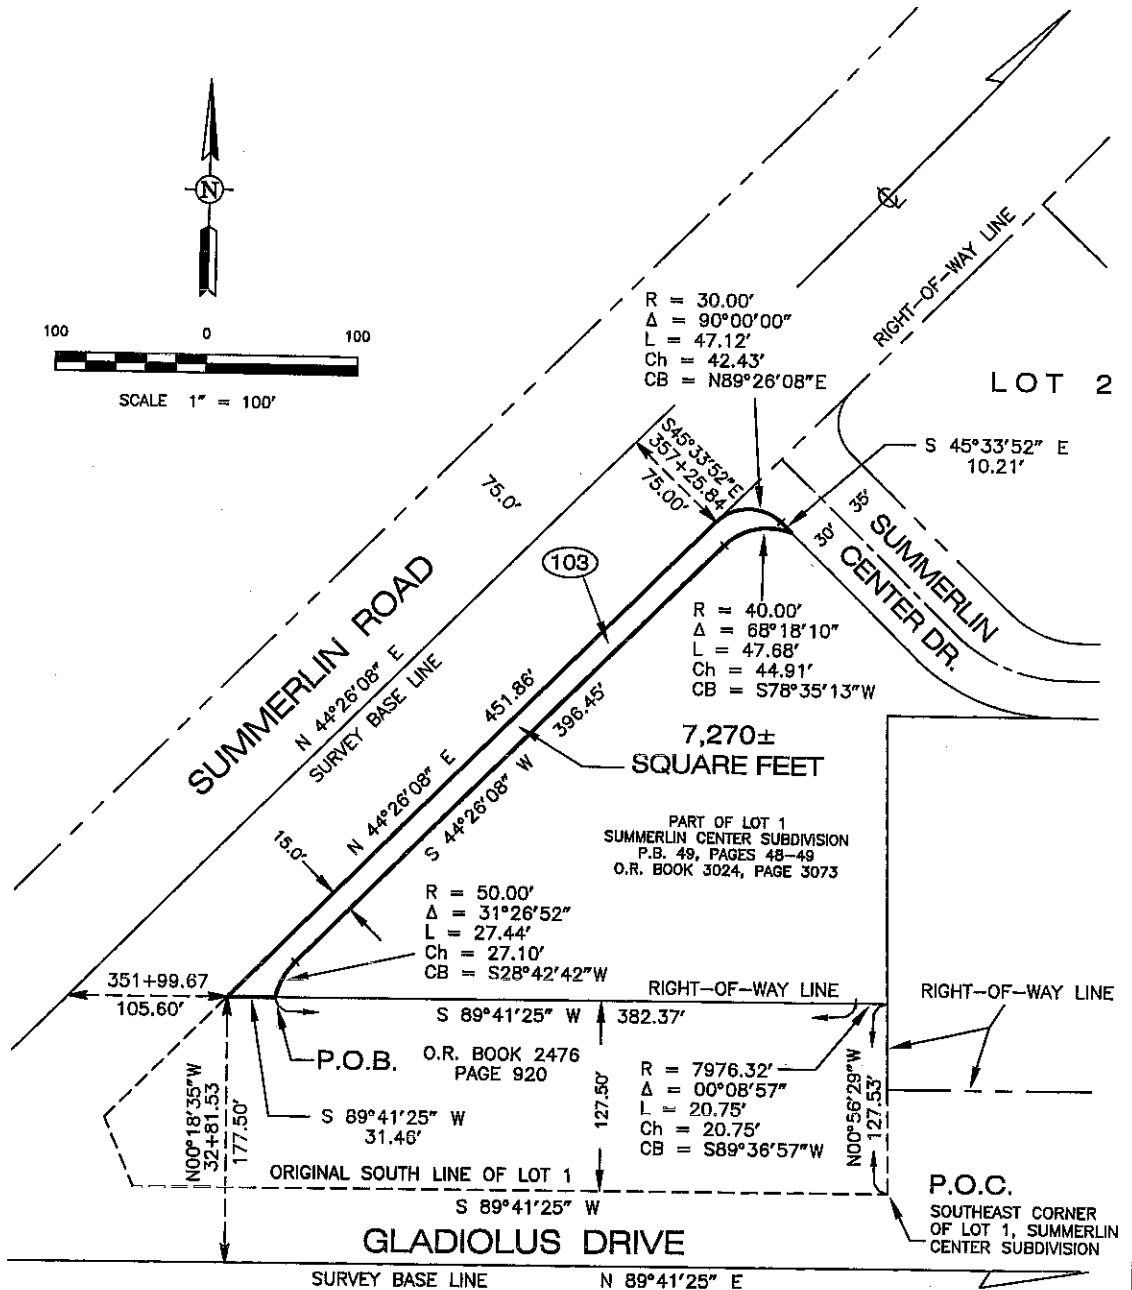 N
100 0 100
SCALE 1" = 100'
R = 30.00'
Δ = 90°00'00"
L = 47.12'
Ch = 42.43'
CB = N89°26'08"E
℄
RIGHT-OF-WAY LINE
LOT 2
S 45°33'52" E
10.21'
S45°33'52"E
357+25.84
75.00'
75.0'
35'
30'
SUMMERLIN
CENTER DR.
103
SUMMERLIN ROAD
N 44°26'08" E
SURVEY BASE LINE
R = 40.00'
Δ = 68°18'10"
L = 47.68'
Ch = 44.91'
CB = S78°35'13"W
451.86'
N 44°26'08" E
396.45'
S 44°26'08" W
7,270±
SQUARE FEET
PART OF LOT 1
SUMMERLIN CENTER SUBDIVISION
P.B. 49, PAGES 48-49
O.R. BOOK 3024, PAGE 3073
15.0'
R = 50.00'
Δ = 31°26'52"
L = 27.44'
Ch = 27.10'
CB = S28°42'42"W
351+99.67
105.60'
RIGHT-OF-WAY LINE
RIGHT-OF-WAY LINE
S 89°41'25" W 382.37'
P.O.B.
O.R. BOOK 2476
PAGE 920
R = 7976.32'
Δ = 00°08'57"
L = 20.75'
Ch = 20.75'
CB = S89°36'57"W
127.50'
N00°56'29"W
127.53'
N00°18'35"W
32+81.53
177.50'
S 89°41'25" W
31.46'
ORIGINAL SOUTH LINE OF LOT 1
S 89°41'25" W
P.O.C.
SOUTHEAST CORNER
OF LOT 1, SUMMERLIN
CENTER SUBDIVISION
GLADIOLUS DRIVE
SURVEY BASE LINE N 89°41'25" E